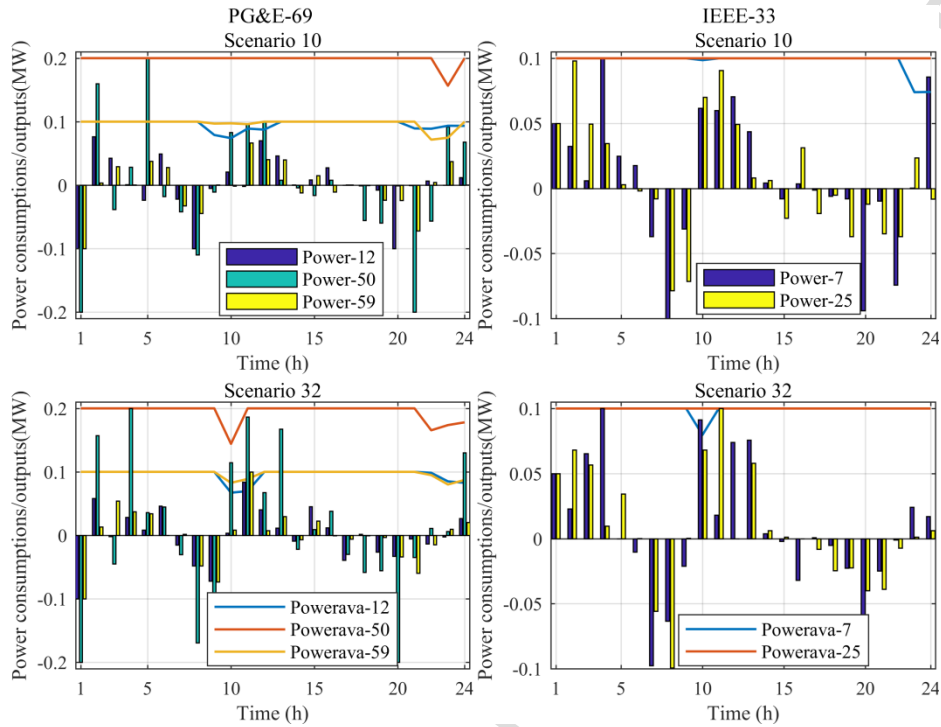 PG&E-69
IEEE-33
Scenario 10
Scenario 10
Power consumptions/outputs(MW)
0.2
0.1
0
-0.1
-0.2
Power-12
Power-50
Power-59
1 5 10 15 20 24
Time (h)
Power consumptions/outputs(MW)
0.1
0.05
0
-0.05
-0.1
Power-7
Power-25
1 5 10 15 20 24
Time (h)
Scenario 32
Scenario 32
Power consumptions/outputs(MW)
0.2
0.1
0
-0.1
-0.2
Powerava-12
Powerava-50
Powerava-59
1 5 10 15 20 24
Time (h)
Power consumptions/outputs(MW)
0.1
0.05
0
-0.05
-0.1
Powerava-7
Powerava-25
1 5 10 15 20 24
Time (h)